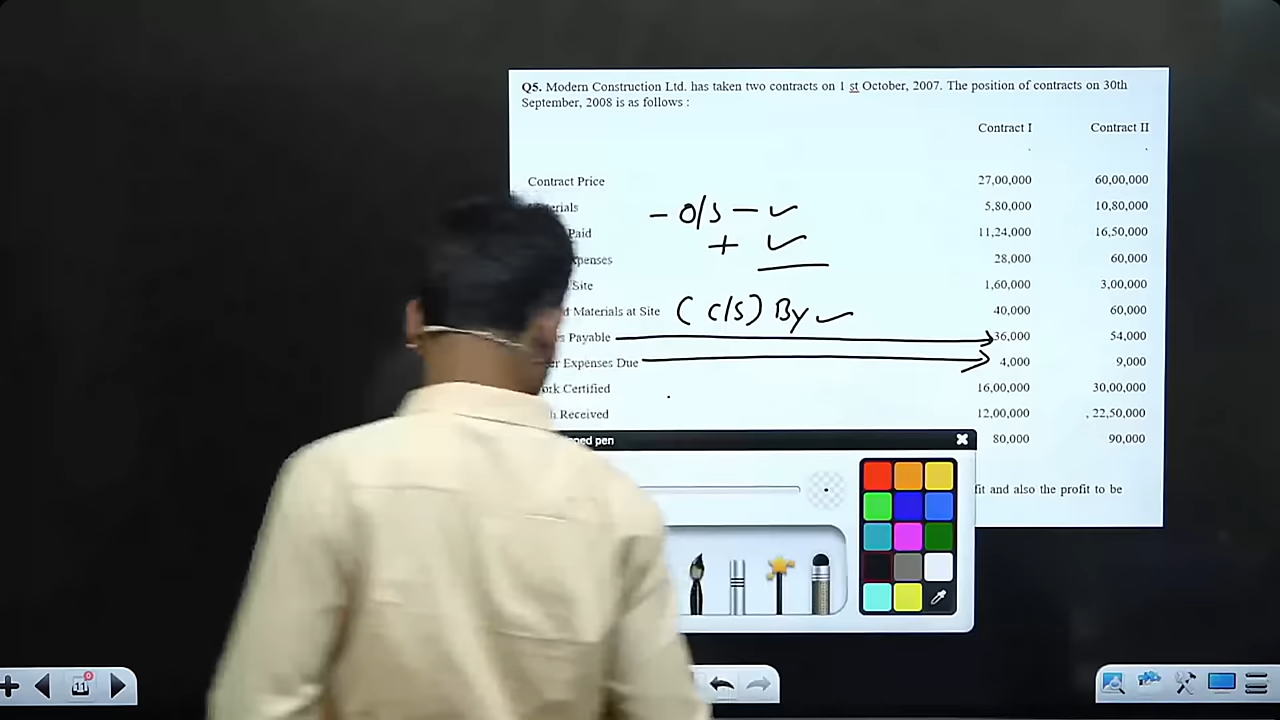 Q5. Modern Construction Ltd. has taken two contracts on 1 st October, 2007. The position of contracts on 30th
September, 2008 is as follows :
Contract I Contract II
Contract Price 27,00,000 60,00,000
- O/S - ✓
5,80,000 10,80,000
Paid 11,24,000 16,50,000
+ ✓
28,000 60,000
Site 1,60,000 3,00,000
Materials at Site (C/S) By ✓ 40,000 60,000
Payable 36,000 54,000
Expenses Due 4,000 9,000
Certified 16,00,000 30,00,000
Received 12,00,000 , 22,50,000
pen
80,000 90,000
and also the profit to be
11
0